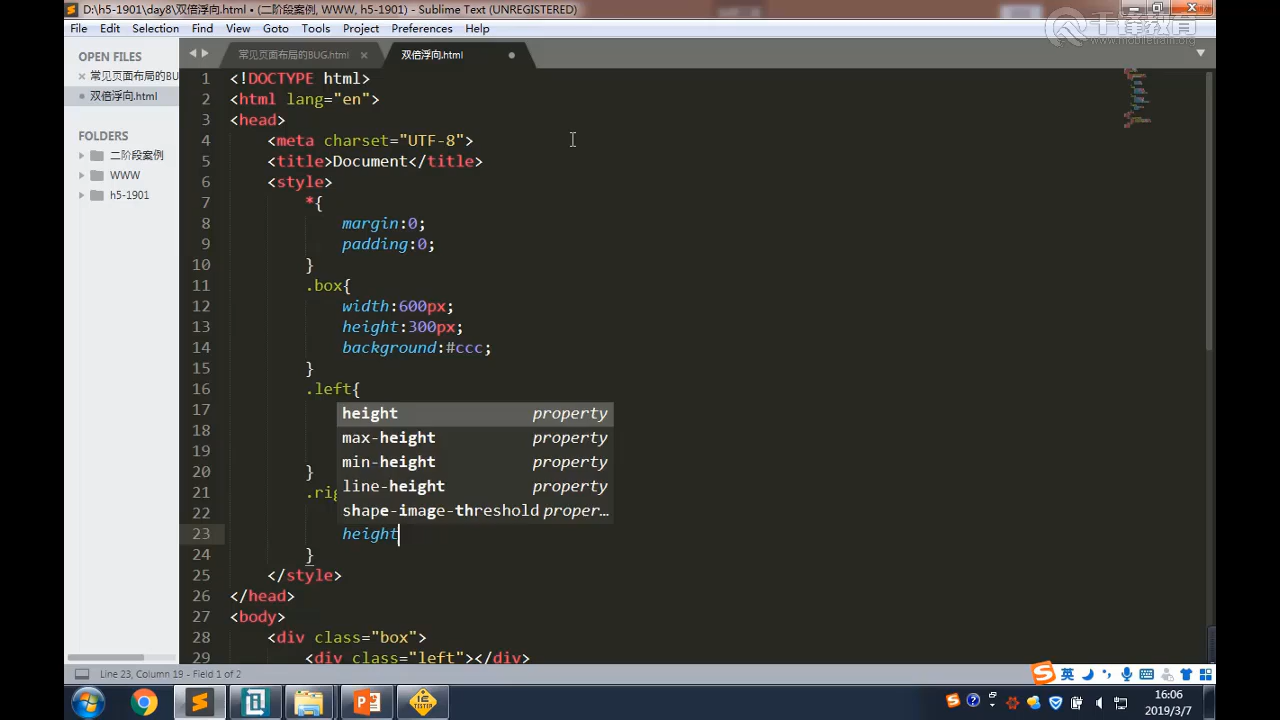 D:\h5-1901\day8\双倍浮向.html • (二阶段案例, WWW, h5-1901) - Sublime Text (UNREGISTERED)
File Edit Selection Find View Goto Tools Project Preferences Help
千锋教育
www.mobiletrain.org
OPEN FILES
常见页面布局的BU
双倍浮向.html
FOLDERS
二阶段案例
WWW
h5-1901
常见页面布局的BUG.html
双倍浮向.html
1 <!DOCTYPE html>
2 <html lang="en">
3 <head>
4 <meta charset="UTF-8">
5 <title>Document</title>
6 <style>
7 *{
8 margin:0;
9 padding:0;
10 }
11 .box{
12 width:600px;
13 height:300px;
14 background:#ccc;
15 }
16 .left{
17
18
19
20 }
21 .rig
22
23 height
24 }
25 </style>
26 </head>
27 <body>
28 <div class="box">
29 <div class="left"></div>
height property
max-height property
min-height property
line-height property
shape-image-threshold proper…
Line 23, Column 19 - Field 1 of 2
英
16:06
2019/3/7